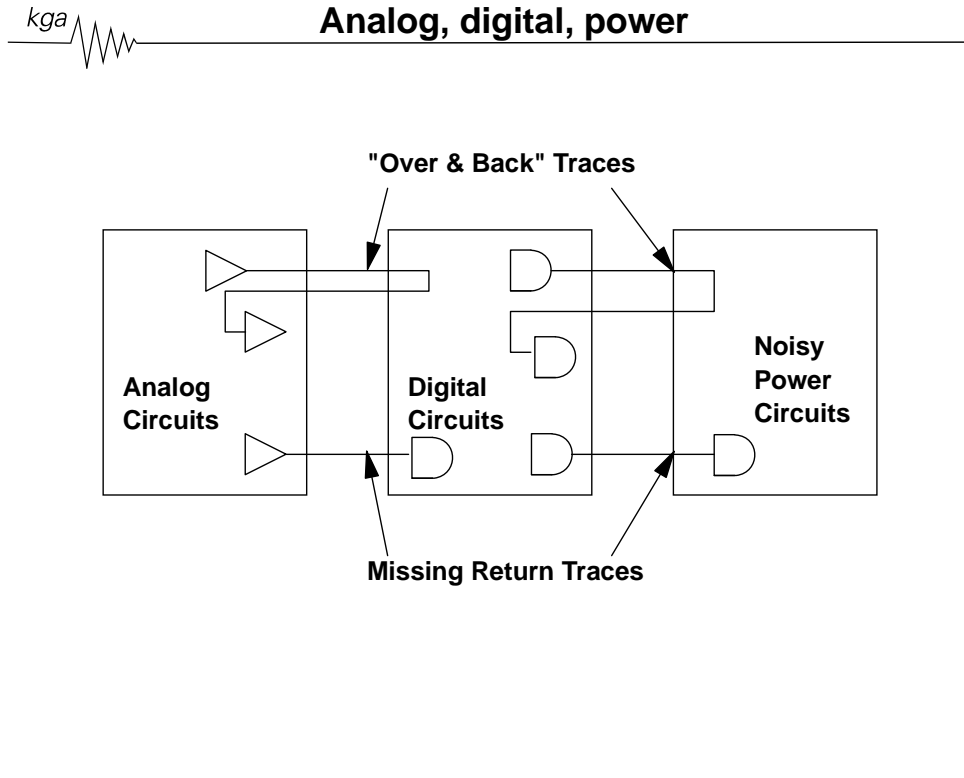 kga
Analog, digital, power
"Over & Back" Traces
Analog
Circuits
Digital
Circuits
Noisy
Power
Circuits
Missing Return Traces